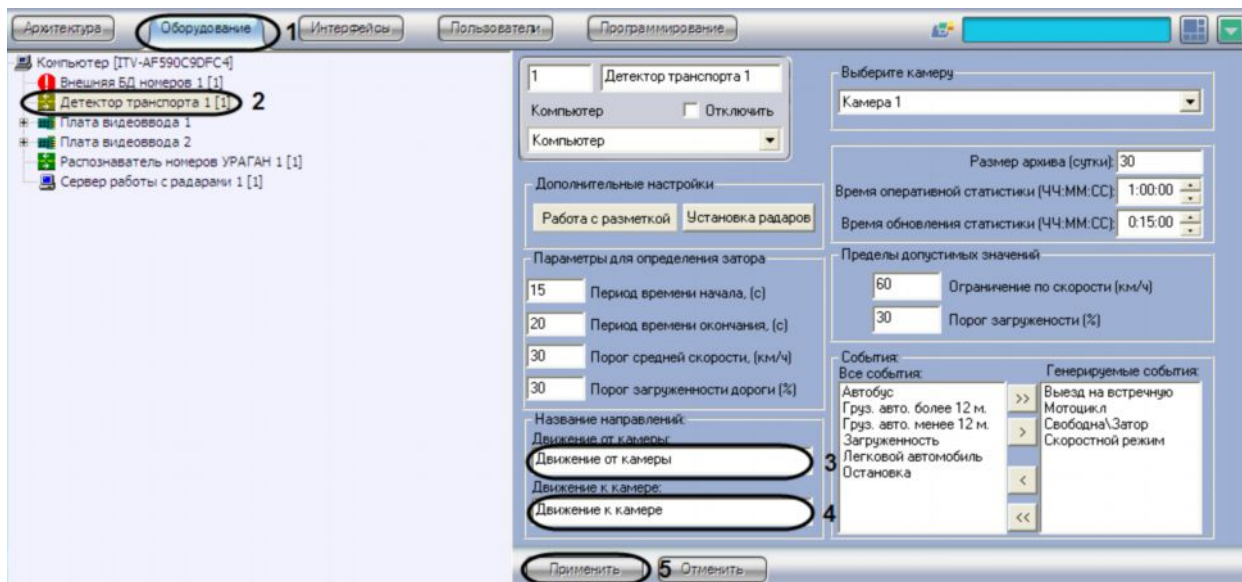 Архитектура Оборудование 1 Интерфейсы Пользователи Программирование
Компьютер [ITV-AF590C9DFC4]
Внешняя БД номеров 1 [1]
Детектор транспорта 1 [1] 2
Плата видеоввода 1
Плата видеоввода 2
Распознаватель номеров УРАГАН 1 [1]
Сервер работы с радарами 1 [1]
1 Детектор транспорта 1
Компьютер Отключить
Компьютер
Дополнительные настройки
Работа с разметкой Установка радаров
Параметры для определения затора
15 Период времени начала, (с)
20 Период времени окончания, (с)
30 Порог средней скорости, (км/ч)
30 Порог загруженности дороги (%)
Название направлений:
Движение от камеры:
Движение от камеры 3
Движение к камере:
Движение к камере 4
Выберите камеру
Камера 1
Размер архива (сутки): 30
Время оперативной статистики (ЧЧ:ММ:СС): 1:00:00
Время обновления статистики (ЧЧ:ММ:СС): 0:15:00
Пределы допустимых значений
60 Ограничение по скорости (км/ч)
30 Порог загружености (%)
События:
Все события:
Автобус
Груз. авто. более 12 м.
Груз. авто. менее 12 м.
Загруженность
Легковой автомобиль
Остановка
>>
>
<
<<
Генерируемые события:
Выезд на встречную
Мотоцикл
Свободна\Затор
Скоростной режим
Применить 5 Отменить